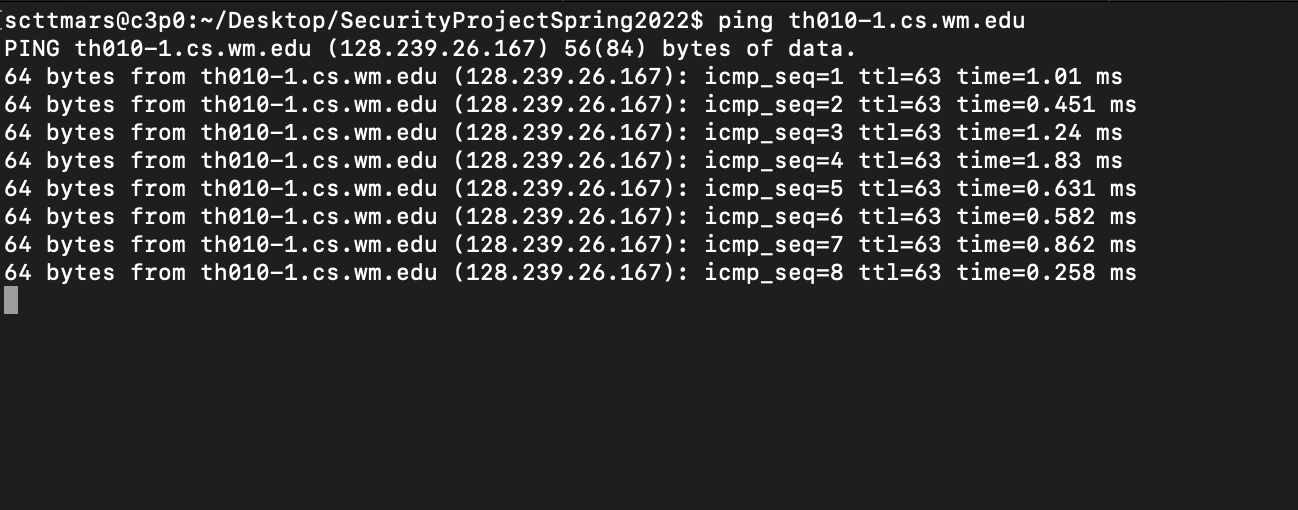 scttmars@c3p0:~/Desktop/SecurityProjectSpring2022$ ping th010-1.cs.wm.edu
PING th010-1.cs.wm.edu (128.239.26.167) 56(84) bytes of data.
64 bytes from th010-1.cs.wm.edu (128.239.26.167): icmp_seq=1 ttl=63 time=1.01 ms
64 bytes from th010-1.cs.wm.edu (128.239.26.167): icmp_seq=2 ttl=63 time=0.451 ms
64 bytes from th010-1.cs.wm.edu (128.239.26.167): icmp_seq=3 ttl=63 time=1.24 ms
64 bytes from th010-1.cs.wm.edu (128.239.26.167): icmp_seq=4 ttl=63 time=1.83 ms
64 bytes from th010-1.cs.wm.edu (128.239.26.167): icmp_seq=5 ttl=63 time=0.631 ms
64 bytes from th010-1.cs.wm.edu (128.239.26.167): icmp_seq=6 ttl=63 time=0.582 ms
64 bytes from th010-1.cs.wm.edu (128.239.26.167): icmp_seq=7 ttl=63 time=0.862 ms
64 bytes from th010-1.cs.wm.edu (128.239.26.167): icmp_seq=8 ttl=63 time=0.258 ms